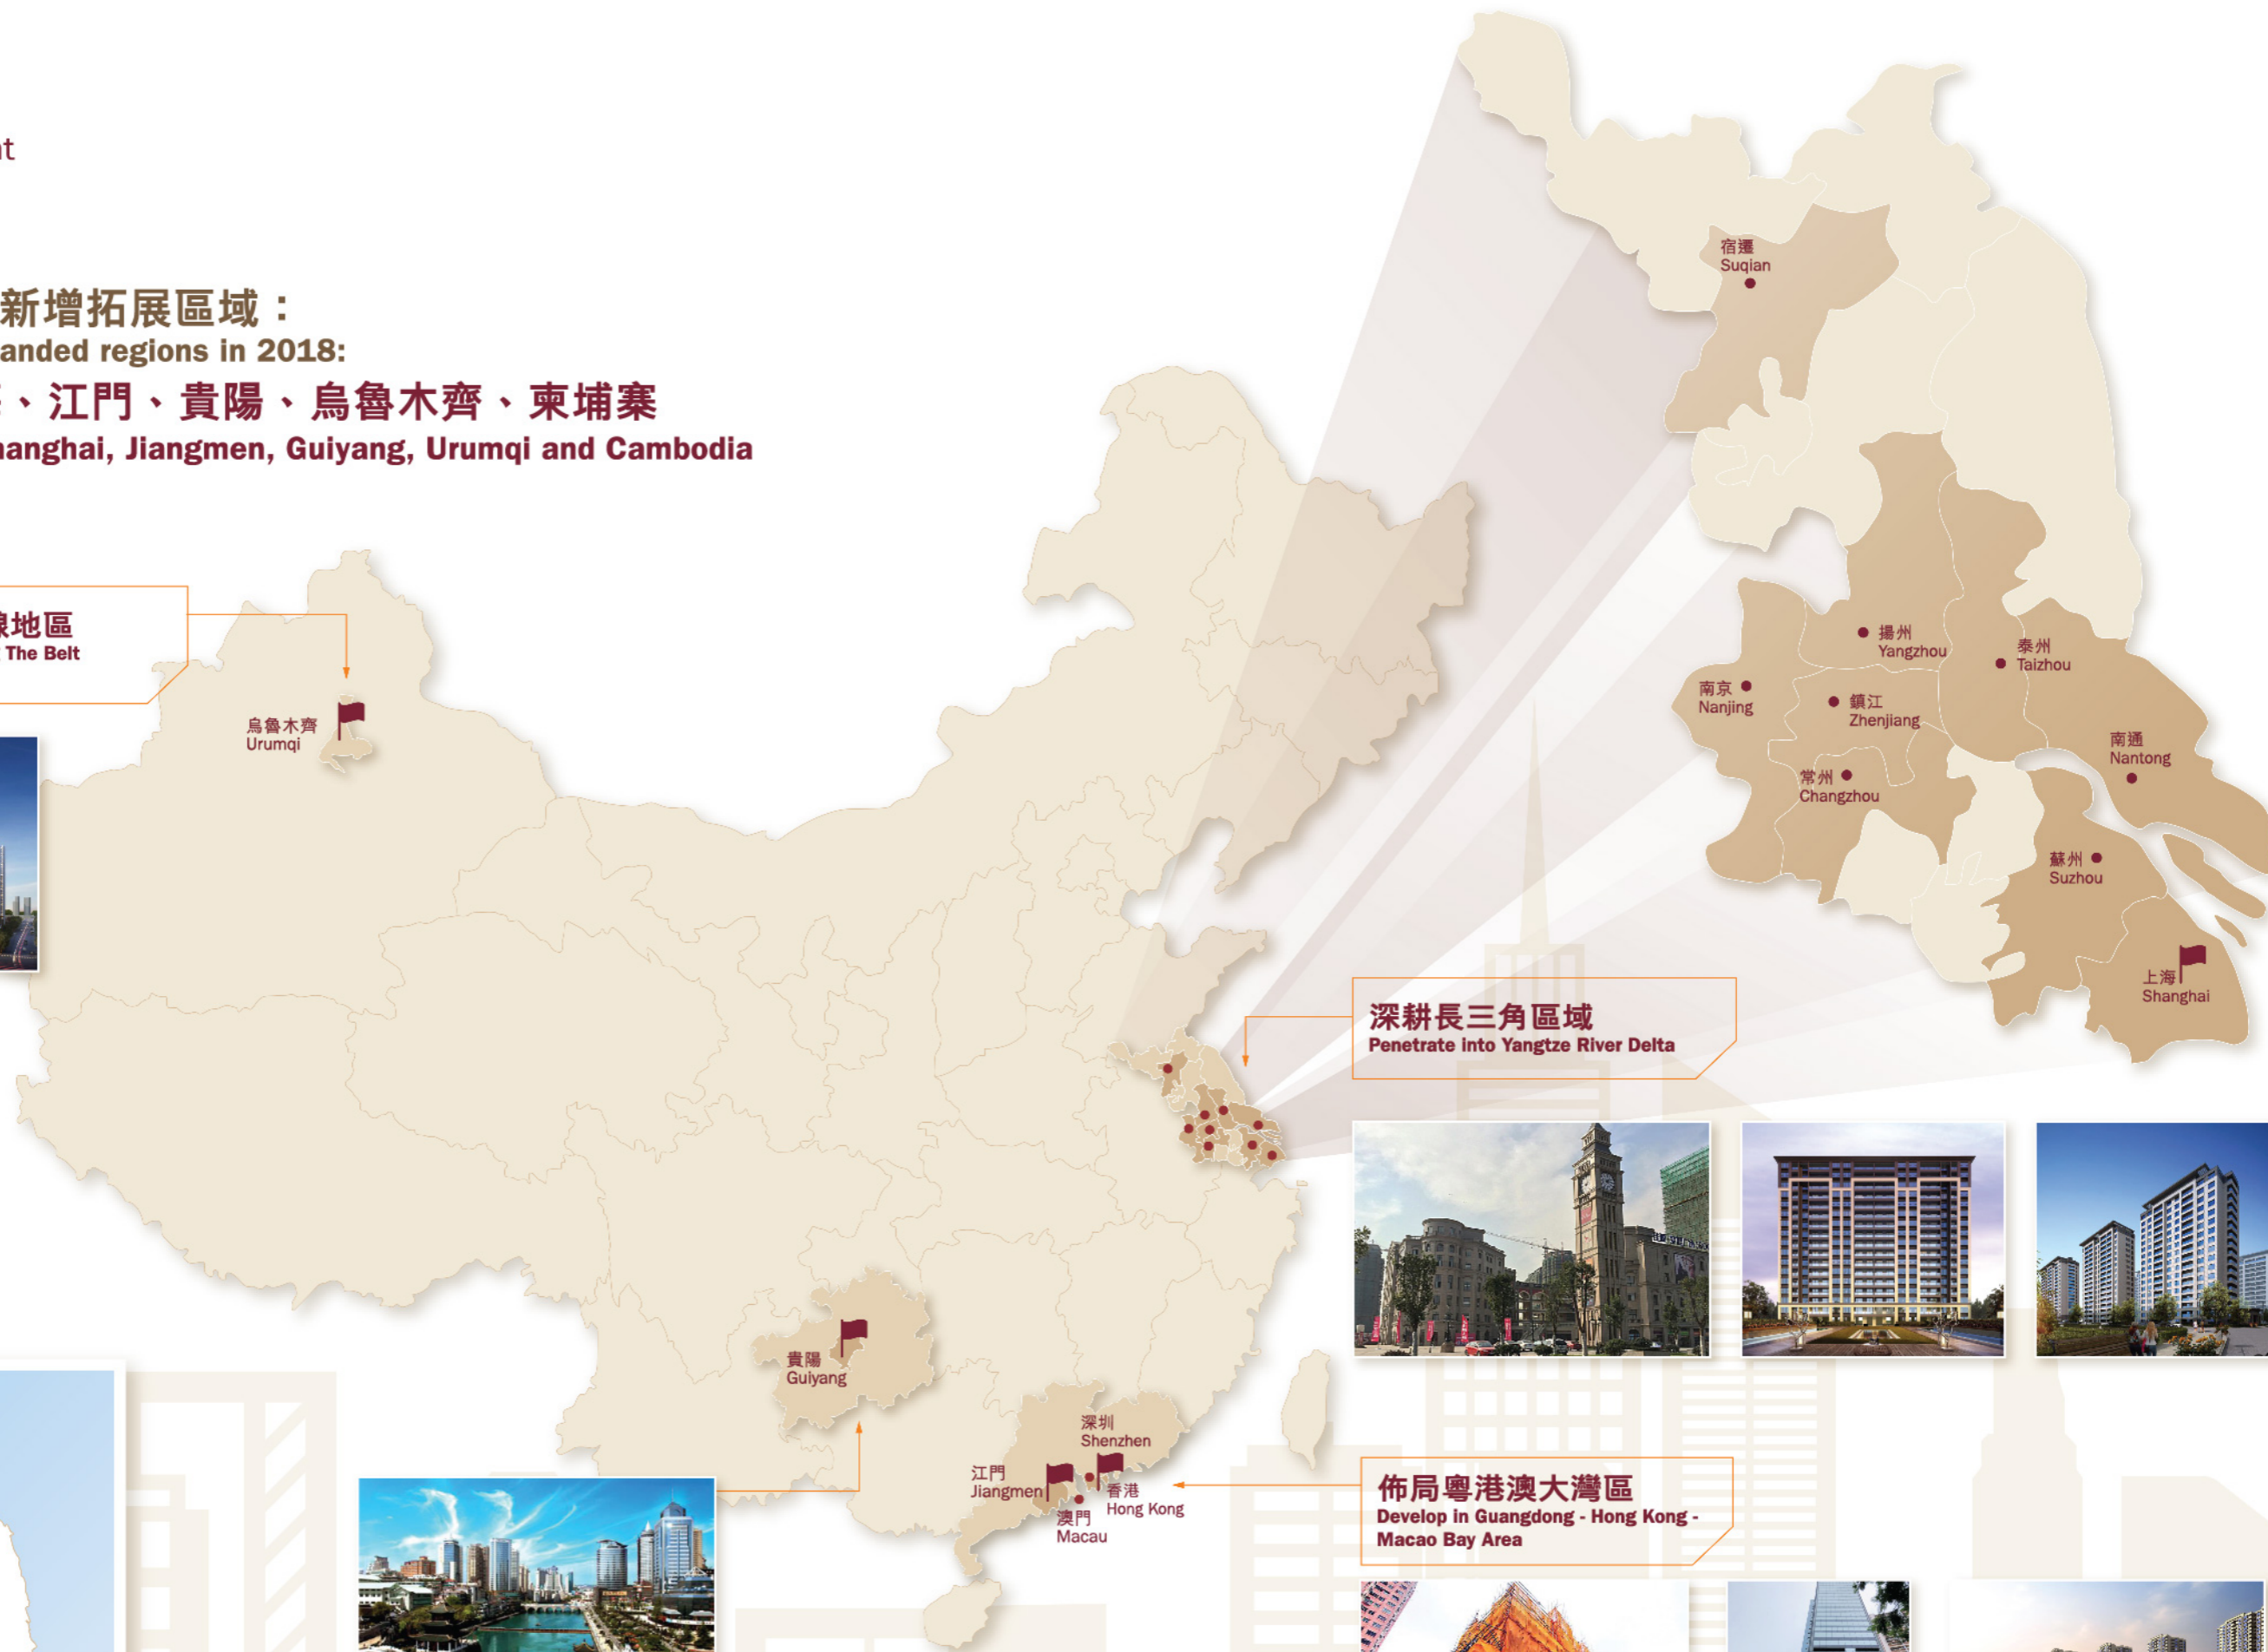 新增拓展區域：
anded regions in 2018:
、江門、貴陽、烏魯木齊、柬埔寨
hanghai, Jiangmen, Guiyang, Urumqi and Cambodia
線地區
The Belt
烏魯木齊
Urumqi
宿遷
Suqian
揚州
Yangzhou
泰州
Taizhou
南京
Nanjing
鎮江
Zhenjiang
南通
Nantong
常州
Changzhou
蘇州
Suzhou
上海
Shanghai
深耕長三角區域
Penetrate into Yangtze River Delta
貴陽
Guiyang
深圳
Shenzhen
江門
Jiangmen
香港
Hong Kong
澳門
Macau
佈局粵港澳大灣區
Develop in Guangdong - Hong Kong -
Macao Bay Area